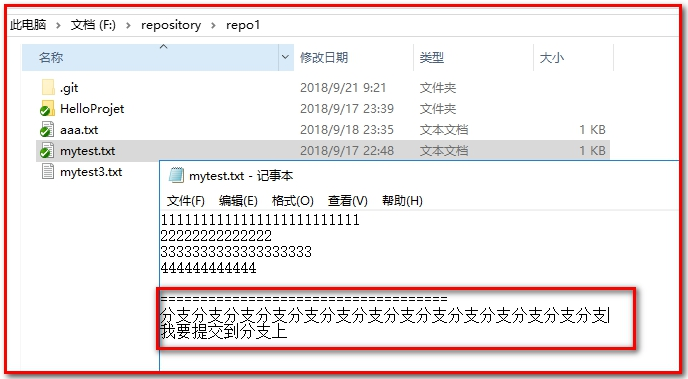 此电脑 > 文档 (F:) > repository > repo1
名称 修改日期 类型 大小
.git 2018/9/21 9:21 文件夹
HelloProjet 2018/9/17 23:39 文件夹
aaa.txt 2018/9/18 23:35 文本文档 1 KB
mytest.txt 2018/9/17 22:48 文本文档 1 KB
mytest3.txt
mytest.txt - 记事本
文件(F) 编辑(E) 格式(O) 查看(V) 帮助(H)
1111111111111111111111111
22222222222222
3333333333333333333
444444444444
====================================
分支分支分支分支分支分支分支分支分支分支分支分支分支分支
我要提交到分支上